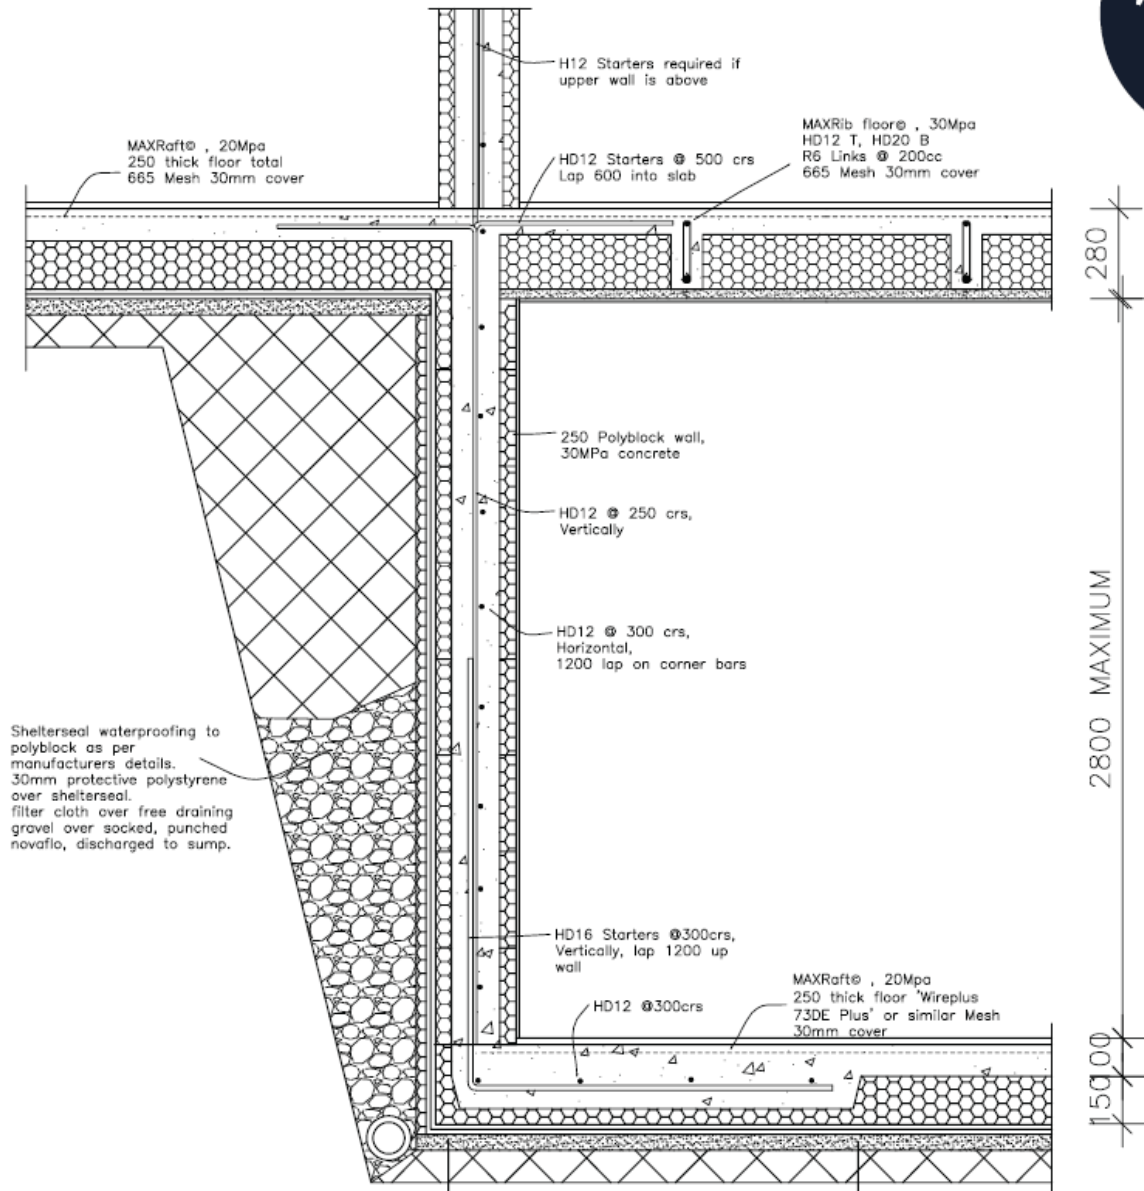 H12 Starters required if
upper wall is above
MAXRaft© , 20Mpa
250 thick floor total
665 Mesh 30mm cover
HD12 Starters @ 500 crs
Lap 600 into slab
MAXRib floor© , 30Mpa
HD12 T, HD20 B
R6 Links @ 200cc
665 Mesh 30mm cover
280
250 Polyblock wall,
30MPa concrete
HD12 @ 250 crs,
Vertically
HD12 @ 300 crs,
Horizontal,
1200 lap on corner bars
2800 MAXIMUM
Shelterseal waterproofing to
polyblock as per
manufacturers details.
30mm protective polystyrene
over shelterseal.
filter cloth over free draining
gravel over socked, punched
novaflo, discharged to sump.
HD16 Starters @300crs,
Vertically, lap 1200 up
wall
HD12 @300crs
MAXRaft© , 20Mpa
250 thick floor 'Wireplus
73DE Plus' or similar Mesh
30mm cover
100
150